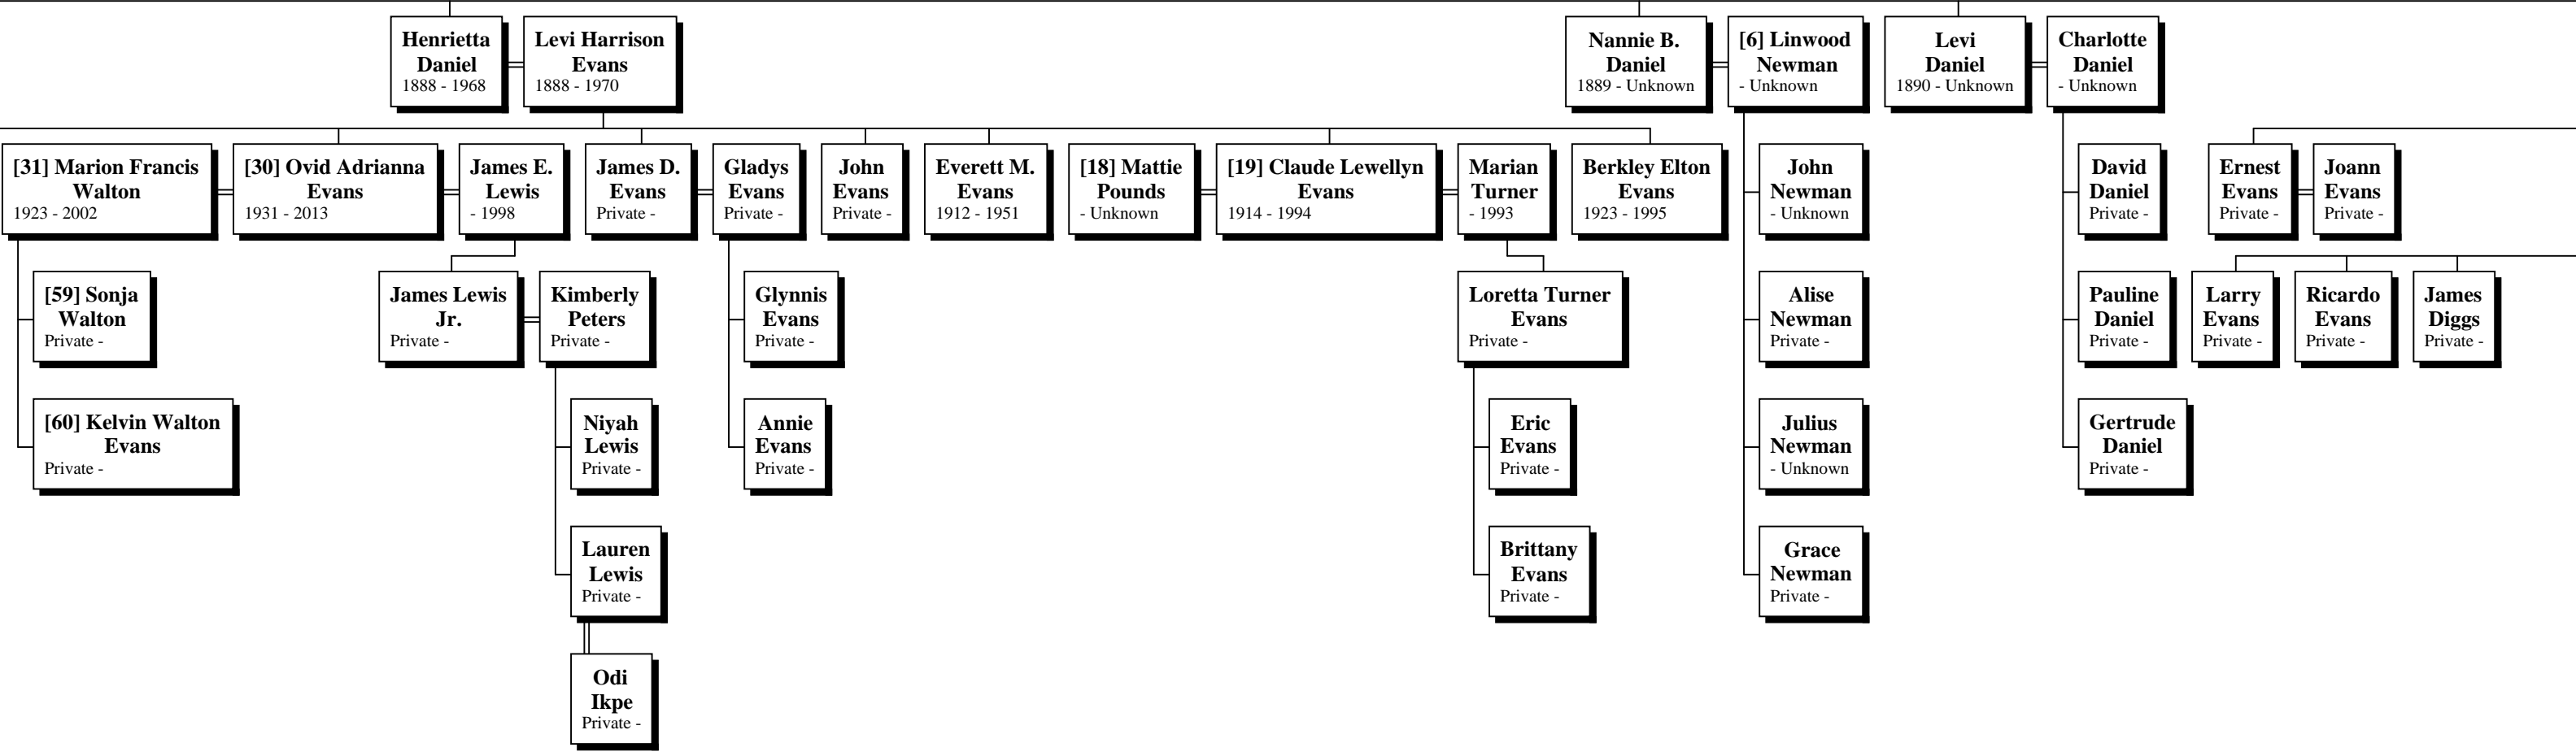 Henrietta
Daniel
1888 - 1968
Levi Harrison
Evans
1888 - 1970
Nannie B.
Daniel
1889 - Unknown
[6] Linwood
Newman
- Unknown
Levi
Daniel
1890 - Unknown
Charlotte
Daniel
- Unknown
[31] Marion Francis
Walton
1923 - 2002
[30] Ovid Adrianna
Evans
1931 - 2013
James E.
Lewis
- 1998
James D.
Evans
Private -
Gladys
Evans
Private -
John
Evans
Private -
Everett M.
Evans
1912 - 1951
[18] Mattie
Pounds
- Unknown
[19] Claude Lewellyn
Evans
1914 - 1994
Marian
Turner
- 1993
Berkley Elton
Evans
1923 - 1995
John
Newman
- Unknown
David
Daniel
Private -
Ernest
Evans
Private -
Joann
Evans
Private -
[59] Sonja
Walton
Private -
James Lewis
Jr.
Private -
Kimberly
Peters
Private -
Glynnis
Evans
Private -
Loretta Turner
Evans
Private -
Alise
Newman
Private -
Pauline
Daniel
Private -
Larry
Evans
Private -
Ricardo
Evans
Private -
James
Diggs
Private -
[60] Kelvin Walton
Evans
Private -
Niyah
Lewis
Private -
Annie
Evans
Private -
Eric
Evans
Private -
Julius
Newman
- Unknown
Gertrude
Daniel
Private -
Lauren
Lewis
Private -
Brittany
Evans
Private -
Grace
Newman
Private -
Odi
Ikpe
Private -